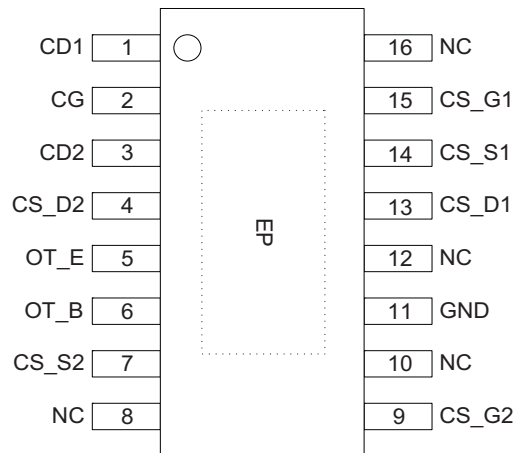 CD1 1 16 NC
CG 2 15 CS_G1
CD2 3 14 CS_S1
CS_D2 4 13 CS_D1
OT_E 5 12 NC
EP
OT_B 6 11 GND
CS_S2 7 10 NC
NC 8 9 CS_G2